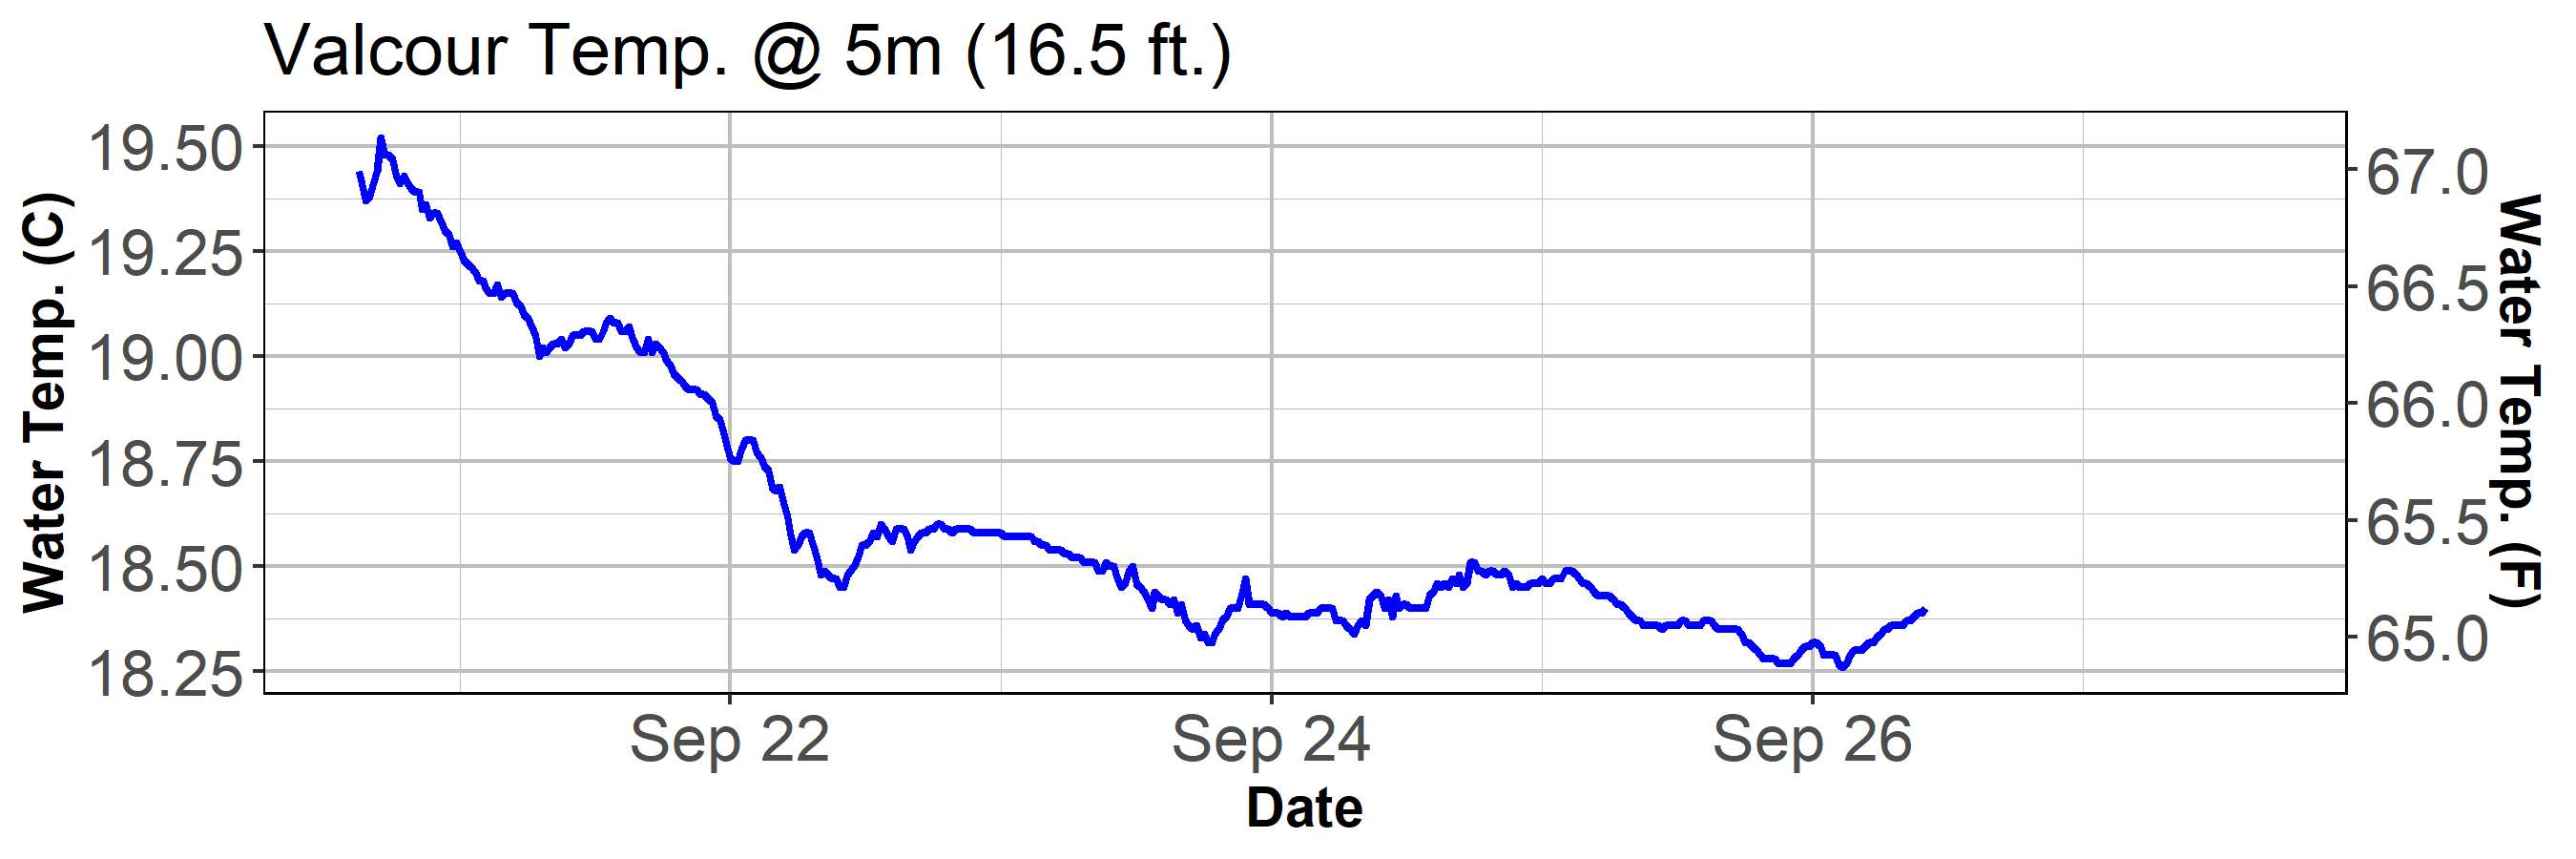 Valcour Temp. @ 5m (16.5 ft.)
Water Temp. (C)
19.50
19.25
19.00
18.75
18.50
18.25
67.0
66.5
66.0
65.5
65.0
Water Temp. (F)
Sep 22 Sep 24 Sep 26
Date